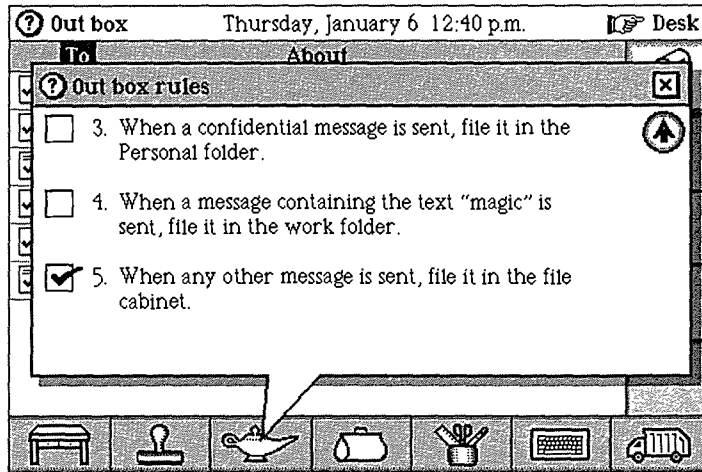 Out box Thursday, January 6 12:40 p.m. Desk
To About
Out box rules
3. When a confidential message is sent, file it in the
Personal folder.
4. When a message containing the text “magic” is
sent, file it in the work folder.
5. When any other message is sent, file it in the file
cabinet.